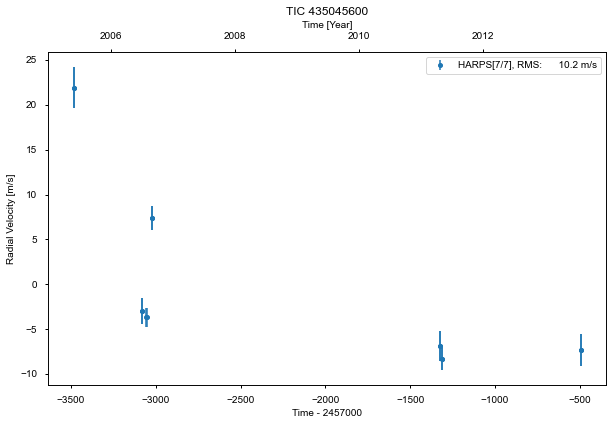 TIC 435045600
Time [Year]
2006 2008 2010 2012
HARPS[7/7], RMS: 10.2 m/s
Radial Velocity [m/s]
25
20
15
10
5
0
−5
−10
−3500 −3000 −2500 −2000 −1500 −1000 −500
Time - 2457000